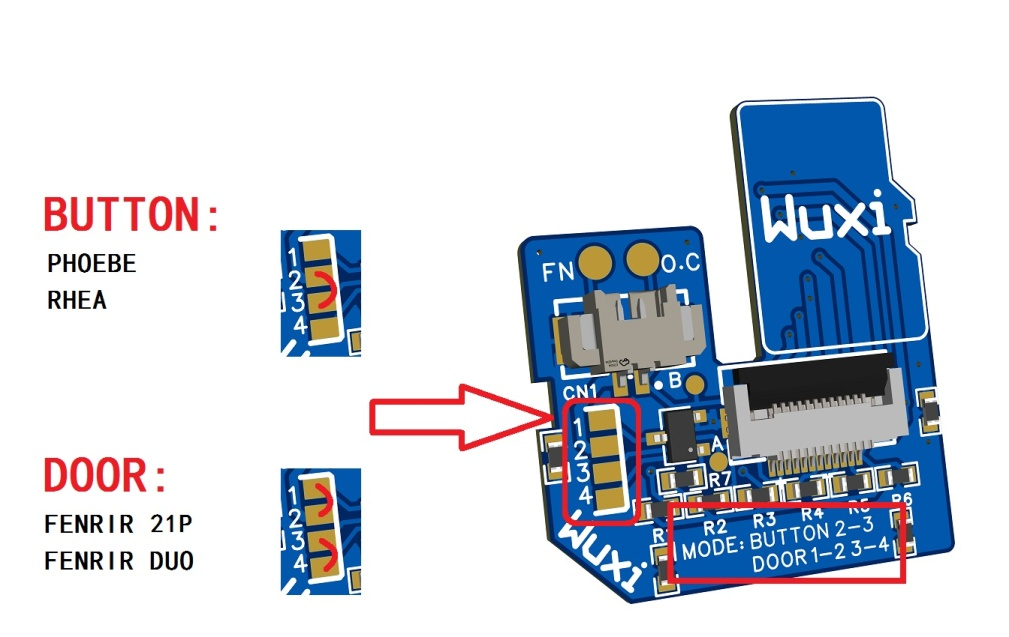 BUTTON:
PHOEBE
RHEA
1
2
3
4
DOOR:
FENRIR 21P
FENRIR DUO
1
2
3
4
Wuxi
FN
O.C
B
CN1
1
2
3
4
A
R7
R1
R2
R3
R4
R5
R6
MODE: BUTTON 2-3
DOOR 1-2 3-4
Wuxi